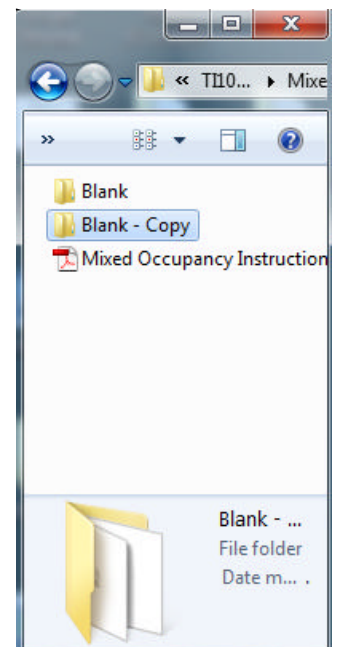 « TI10... ▸ Mixe
»
Blank
Blank - Copy
Mixed Occupancy Instruction
Blank - ...
File folder
Date m... .